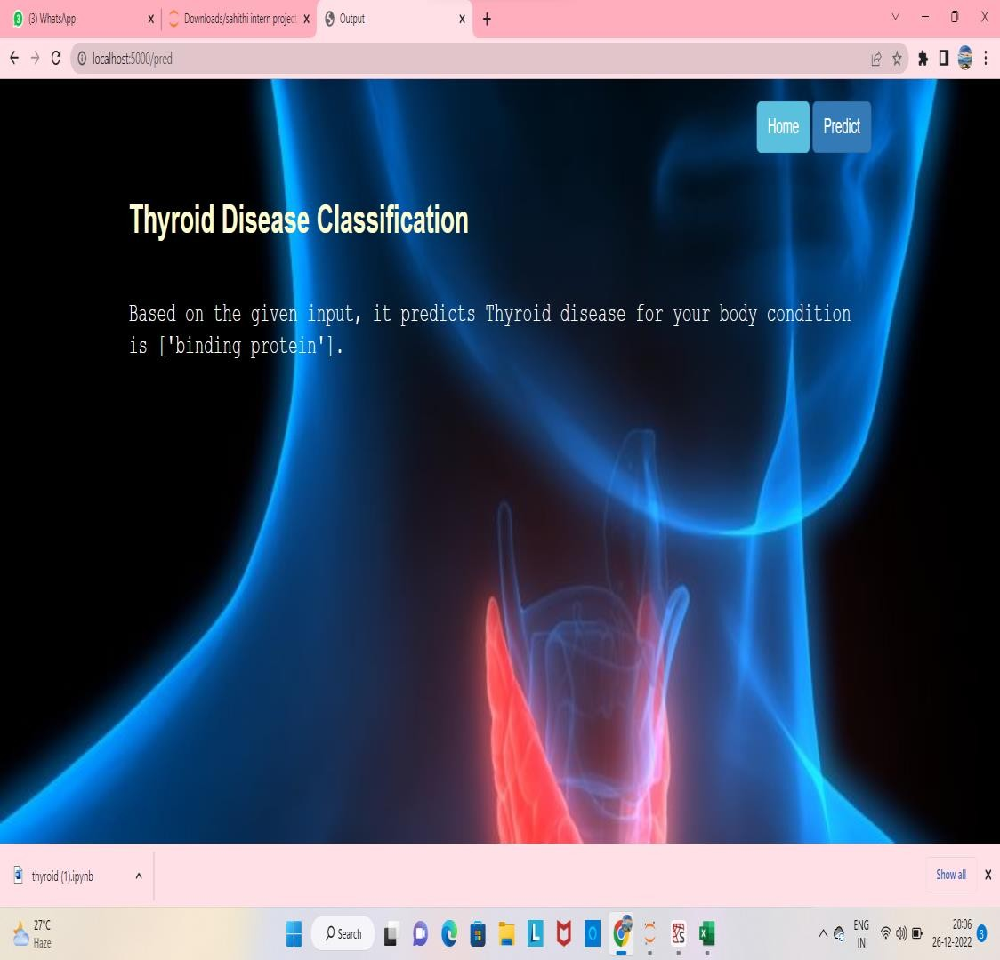 3 (3) WhatsApp
Downloads/sahithi intern project
Output
localhost:5000/pred
Home Predict
Thyroid Disease Classification
Based on the given input, it predicts Thyroid disease for your body condition
is ['binding protein'].
thyroid (1).ipynb
Show all
27°C
Haze
Search
L
S
X
ENG
IN
20:06
26-12-2022
3